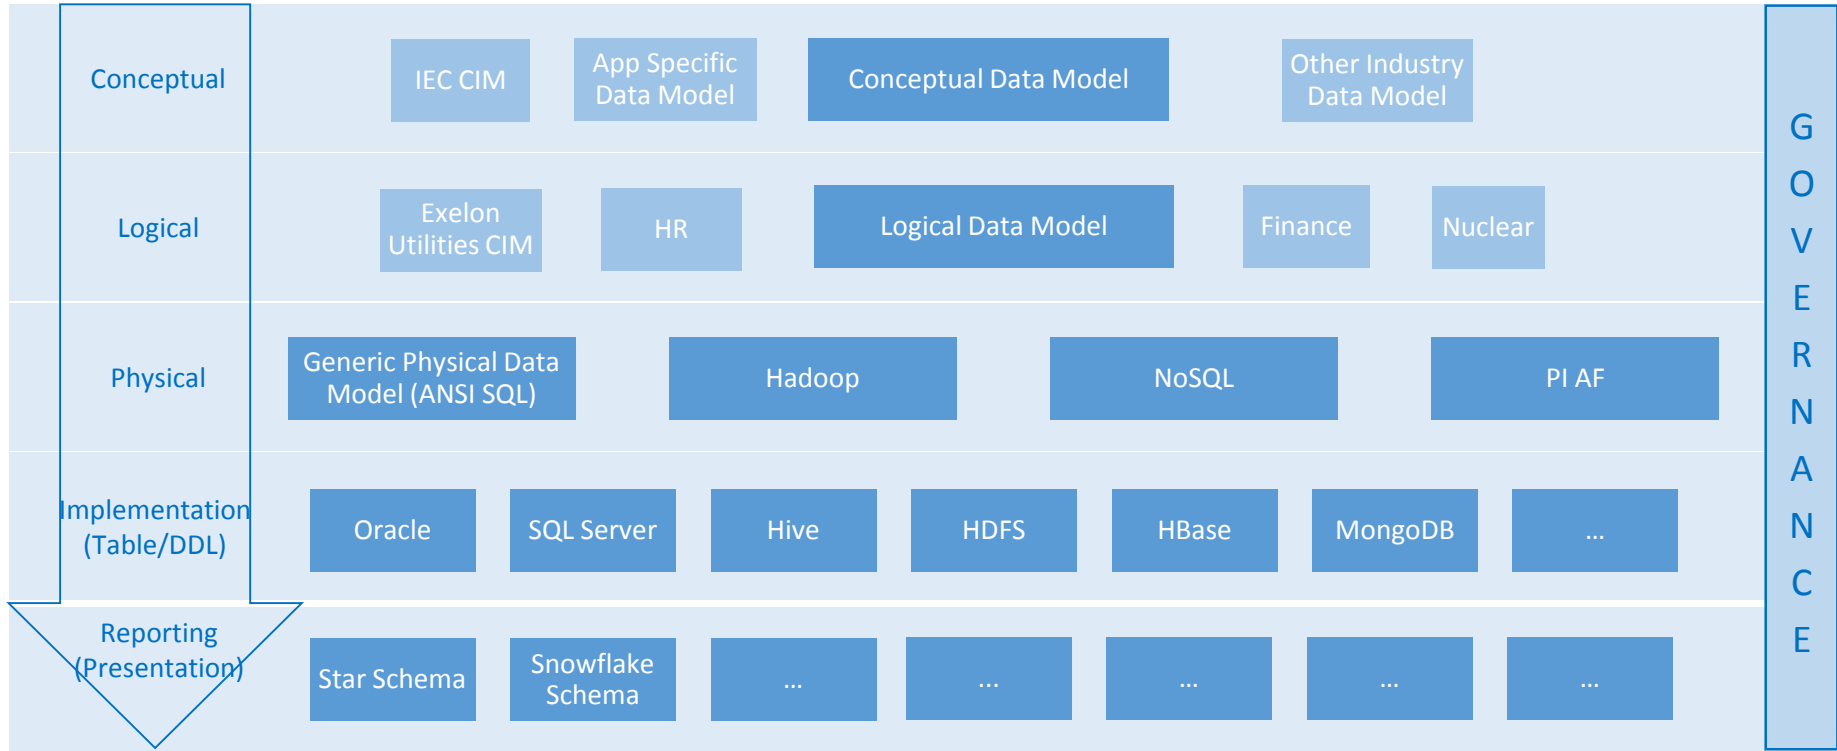 Conceptual
IEC CIM
App Specific
Data Model
Conceptual Data Model
Other Industry
Data Model
Logical
Exelon
Utilities CIM
HR
Logical Data Model
Finance
Nuclear
Physical
Generic Physical Data
Model (ANSI SQL)
Hadoop
NoSQL
PI AF
Implementation
(Table/DDL)
Oracle
SQL Server
Hive
HDFS
HBase
MongoDB
...
Reporting
(Presentation)
Star Schema
Snowflake
Schema
...
...
...
...
...
G
O
V
E
R
N
A
N
C
E